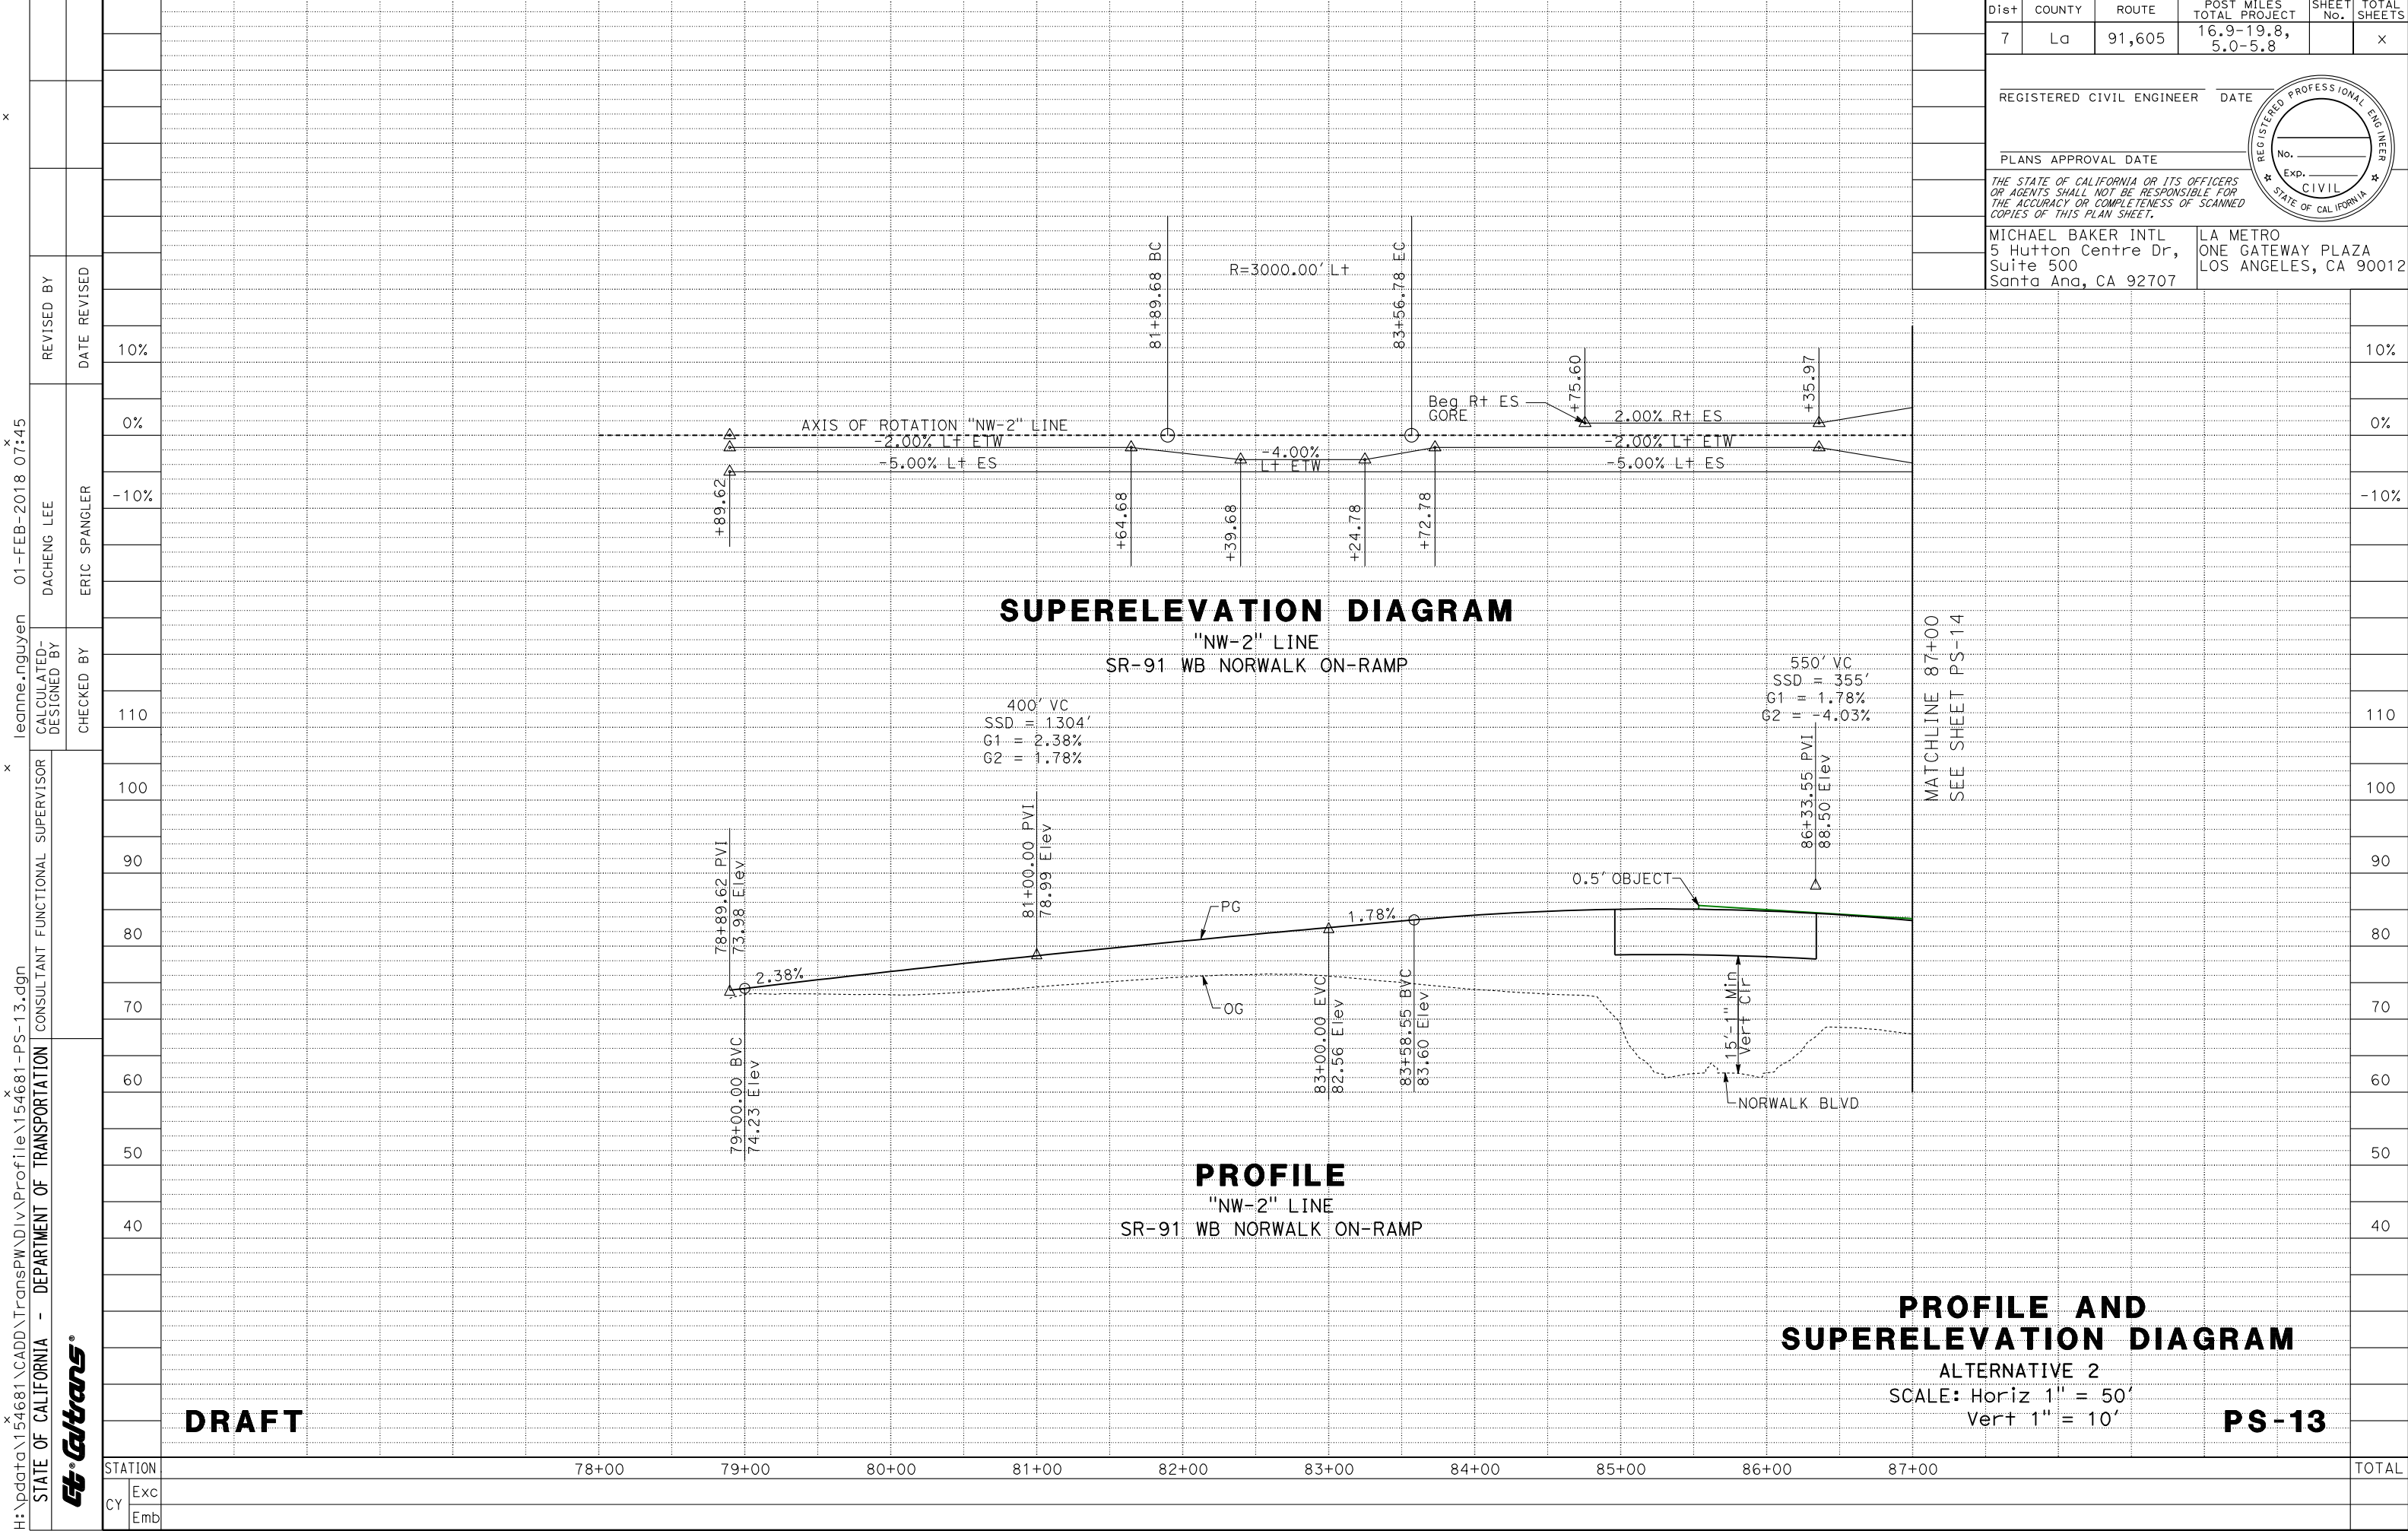 Dist COUNTY ROUTE POST MILES TOTAL PROJECT SHEET No. TOTAL SHEETS
7 La 91,605 16.9-19.8, 5.0-5.8 x
REGISTERED CIVIL ENGINEER DATE
PLANS APPROVAL DATE
REGISTERED PROFESSIONAL ENGINEER
No.
Exp.
CIVIL
STATE OF CALIFORNIA
THE STATE OF CALIFORNIA OR ITS OFFICERS
OR AGENTS SHALL NOT BE RESPONSIBLE FOR
THE ACCURACY OR COMPLETENESS OF SCANNED
COPIES OF THIS PLAN SHEET.
MICHAEL BAKER INTL
5 Hutton Centre Dr,
Suite 500
Santa Ana, CA 92707
LA METRO
ONE GATEWAY PLAZA
LOS ANGELES, CA 90012
x
x
x
x
x
leanne.nguyen 01-FEB-2018 07:45
H:\pdata\154681\CADD\TransPW\DIv\Profile\154681-PS-13.dgn
REVISED BY
DATE REVISED
DACHENG LEE
ERIC SPANGLER
CALCULATED-
DESIGNED BY
CHECKED BY
CONSULTANT FUNCTIONAL SUPERVISOR
STATE OF CALIFORNIA - DEPARTMENT OF TRANSPORTATION
Caltrans®
10%
0%
-10%
10%
0%
-10%
81+89.68 BC
R=3000.00' Lt
83+56.78 EC
+75.60
+35.97
Beg Rt ES
GORE
2.00% Rt ES
AXIS OF ROTATION "NW-2" LINE
-2.00% Lt ETW
-5.00% Lt ES
-4.00%
Lt ETW
-2.00% Lt ETW
-5.00% Lt ES
+89.62
+64.68
+39.68
+24.78
+72.78
SUPERELEVATION DIAGRAM
"NW-2" LINE
SR-91 WB NORWALK ON-RAMP
MATCHLINE 87+00
SEE SHEET PS-14
400' VC
SSD = 1304'
G1 = 2.38%
G2 = 1.78%
550' VC
SSD = 355'
G1 = 1.78%
G2 = -4.03%
110
100
90
80
70
60
50
40
110
100
90
80
70
60
50
40
78+89.62 PVI
73.98 Elev
81+00.00 PVI
78.99 Elev
86+33.55 PVI
88.50 Elev
0.5' OBJECT
PG
1.78%
2.38%
OG
79+00.00 BVC
74.23 Elev
83+00.00 EVC
82.56 Elev
83+58.55 BVC
83.60 Elev
15'-1" Min
Vert Clr
NORWALK BLVD
PROFILE
"NW-2" LINE
SR-91 WB NORWALK ON-RAMP
PROFILE AND
SUPERELEVATION DIAGRAM
ALTERNATIVE 2
SCALE: Horiz 1" = 50'
Vert 1" = 10'
DRAFT
PS-13
STATION 78+00 79+00 80+00 81+00 82+00 83+00 84+00 85+00 86+00 87+00 TOTAL
CY
Exc
Emb